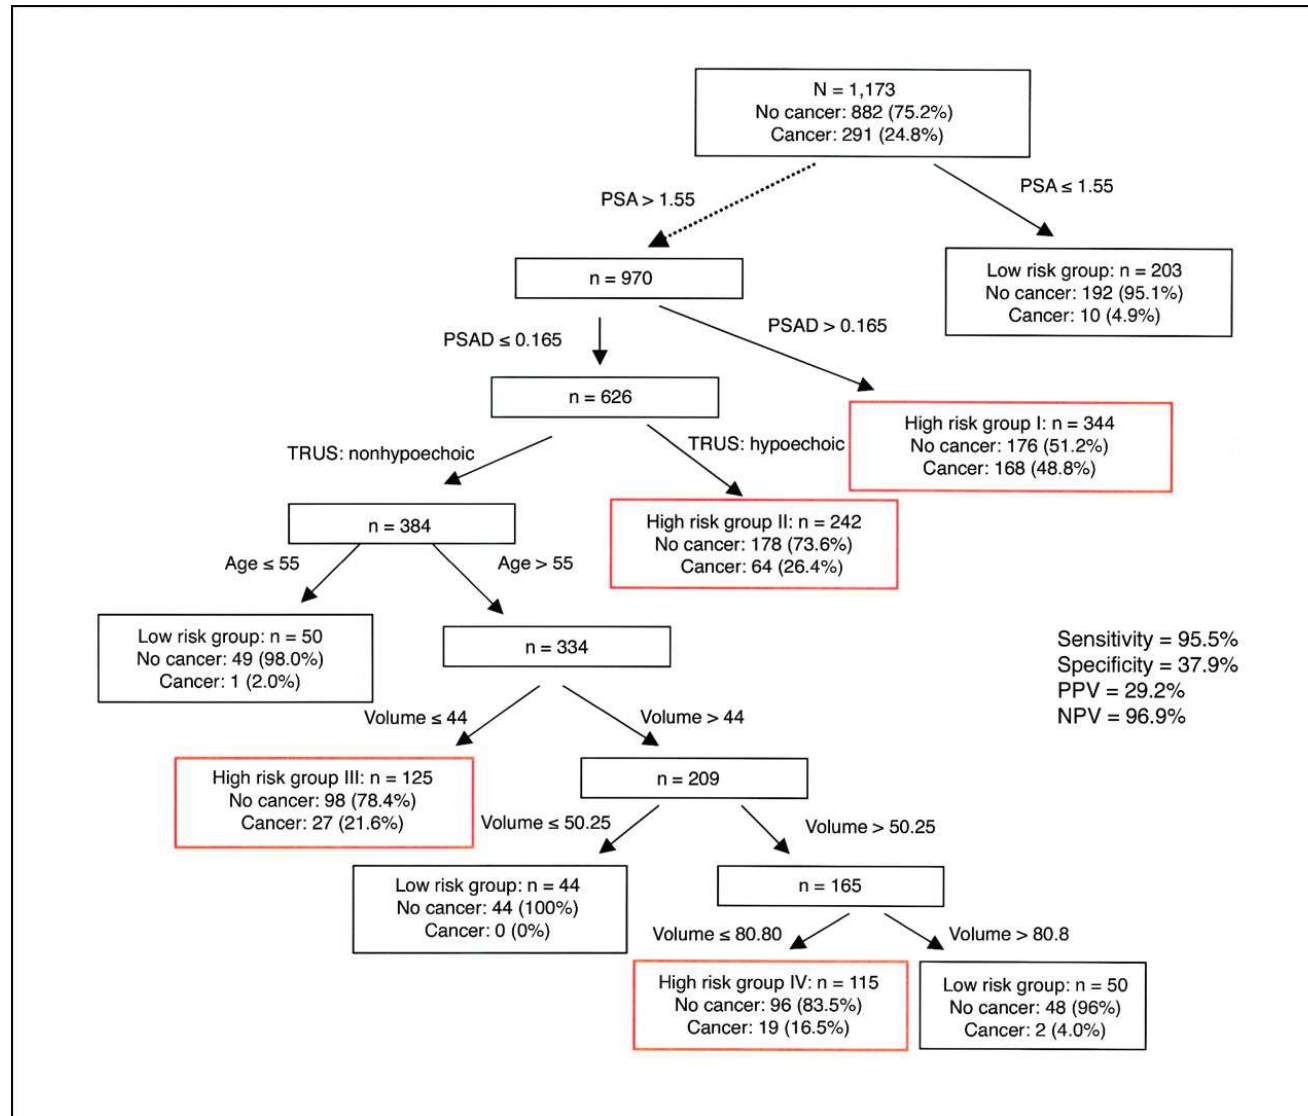 N = 1,173
No cancer: 882 (75.2%)
Cancer: 291 (24.8%)
PSA > 1.55
PSA ≤ 1.55
n = 970
Low risk group: n = 203
No cancer: 192 (95.1%)
Cancer: 10 (4.9%)
PSAD ≤ 0.165
PSAD > 0.165
n = 626
High risk group I: n = 344
No cancer: 176 (51.2%)
Cancer: 168 (48.8%)
TRUS: nonhypoechoic
TRUS: hypoechoic
n = 384
High risk group II: n = 242
No cancer: 178 (73.6%)
Cancer: 64 (26.4%)
Age ≤ 55
Age > 55
Low risk group: n = 50
No cancer: 49 (98.0%)
Cancer: 1 (2.0%)
n = 334
Sensitivity = 95.5%
Specificity = 37.9%
PPV = 29.2%
NPV = 96.9%
Volume ≤ 44
Volume > 44
High risk group III: n = 125
No cancer: 98 (78.4%)
Cancer: 27 (21.6%)
n = 209
Volume ≤ 50.25
Volume > 50.25
Low risk group: n = 44
No cancer: 44 (100%)
Cancer: 0 (0%)
n = 165
Volume ≤ 80.80
Volume > 80.8
High risk group IV: n = 115
No cancer: 96 (83.5%)
Cancer: 19 (16.5%)
Low risk group: n = 50
No cancer: 48 (96%)
Cancer: 2 (4.0%)